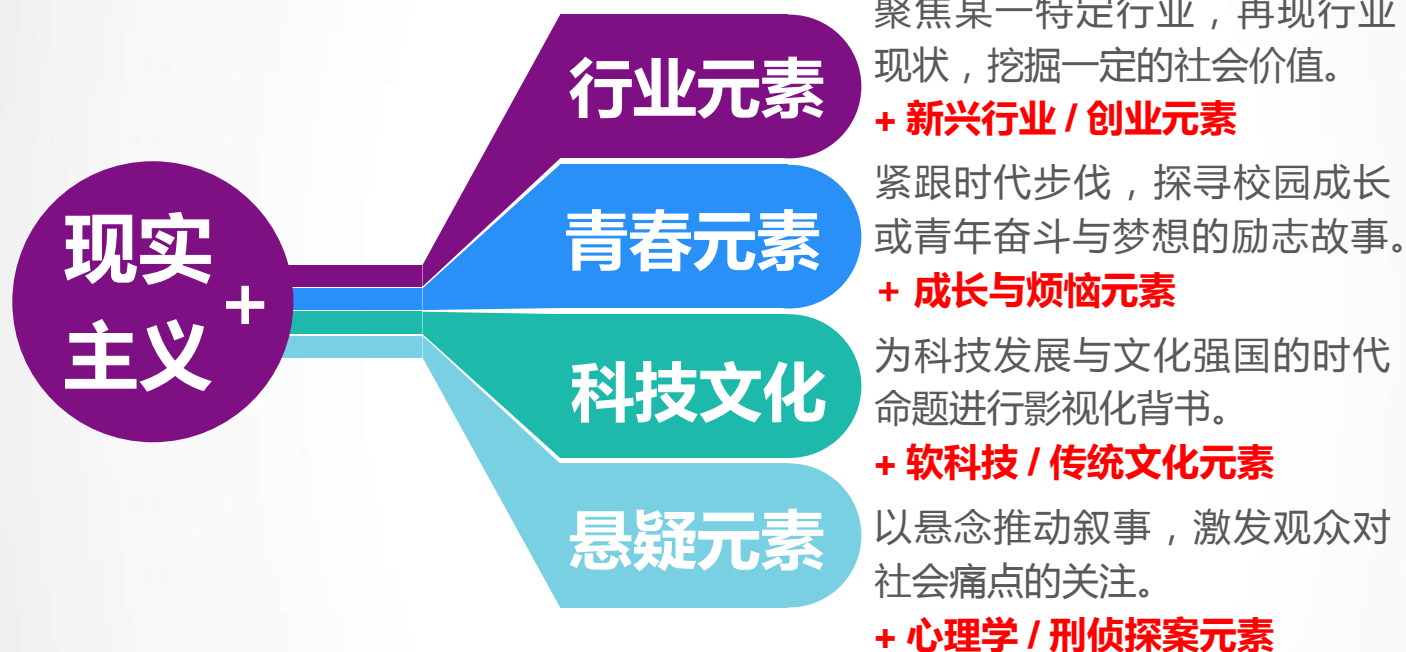 现实
主义
+
行业元素
聚焦某一特定行业，再现行业
现状，挖掘一定的社会价值。
+ 新兴行业 / 创业元素
青春元素
紧跟时代步伐，探寻校园成长
或青年奋斗与梦想的励志故事。
+ 成长与烦恼元素
科技文化
为科技发展与文化强国的时代
命题进行影视化背书。
+ 软科技 / 传统文化元素
悬疑元素
以悬念推动叙事，激发观众对
社会痛点的关注。
+ 心理学 / 刑侦探案元素